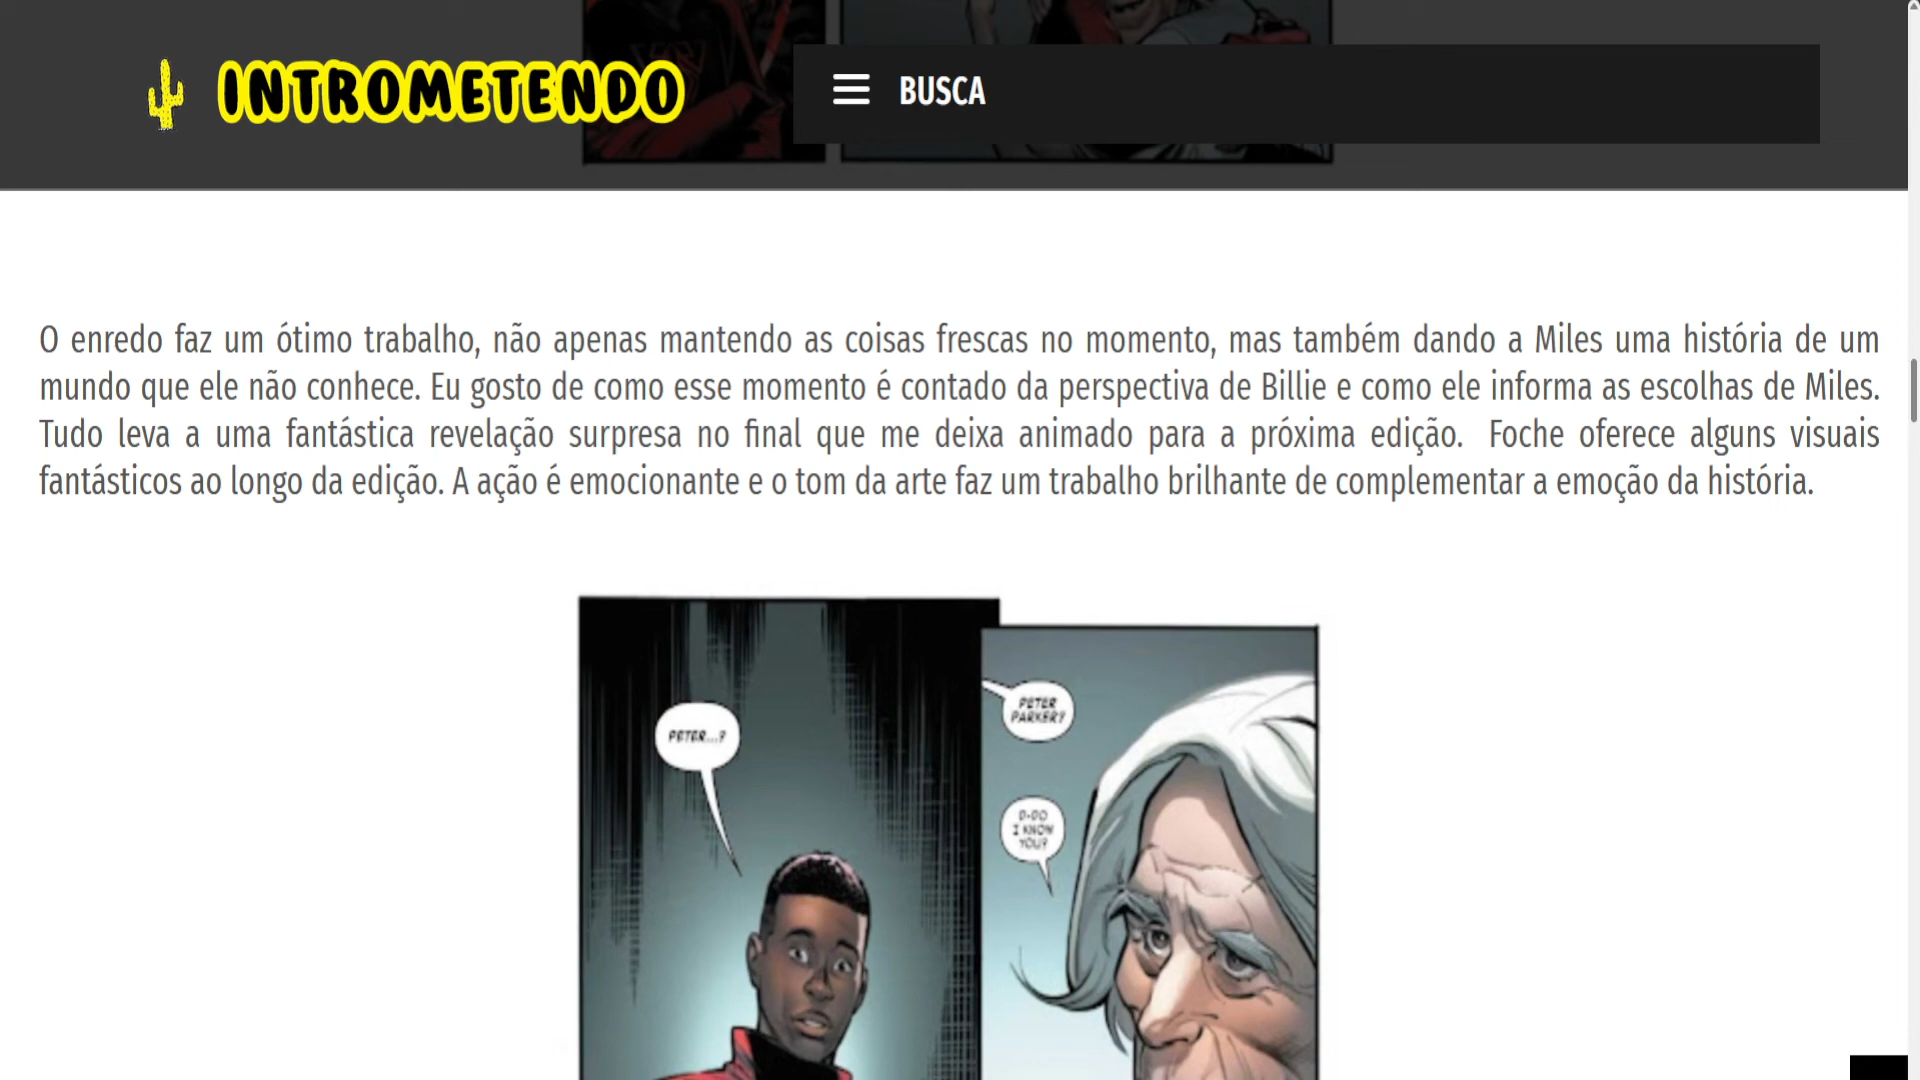 INTROMETENDO
BUSCA
O enredo faz um ótimo trabalho, não apenas mantendo as coisas frescas no momento, mas também dando a Miles uma história de um
mundo que ele não conhece. Eu gosto de como esse momento é contado da perspectiva de Billie e como ele informa as escolhas de Miles.
Tudo leva a uma fantástica revelação surpresa no final que me deixa animado para a próxima edição.  Foche oferece alguns visuais
fantásticos ao longo da edição. A ação é emocionante e o tom da arte faz um trabalho brilhante de complementar a emoção da história.
PETER...?
PETER
PARKER?
D-DO
I KNOW
YOU?